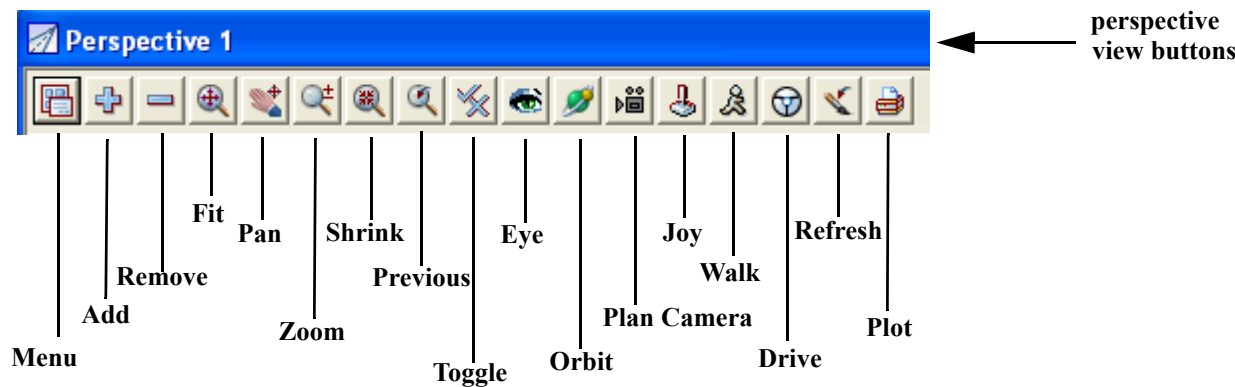 Perspective 1
perspective
view buttons
Fit
Pan
Shrink
Eye
Joy
Refresh
Remove
Previous
Walk
Add
Zoom
Plan Camera
Plot
Menu
Toggle
Orbit
Drive